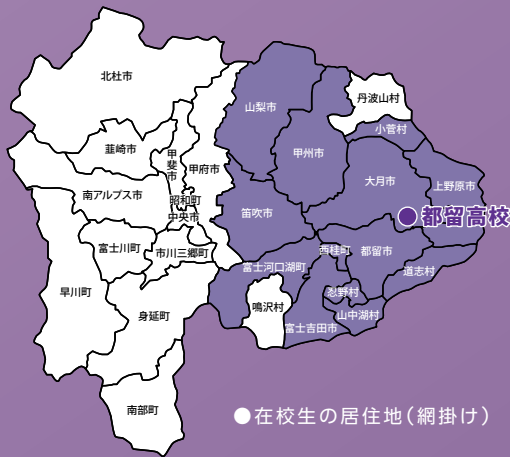 北杜市
丹波山村
山梨市
小菅村
韮崎市
甲州市
甲斐市
甲府市
大月市
上野原市
南アルプス市
昭和町
笛吹市
中央市
●都留高校
富士川町
市川三郷町
西桂町
都留市
道志村
富士河口湖町
早川町
忍野村
鳴沢村
身延町
山中湖村
富士吉田市
南部町
●在校生の居住地(網掛け)